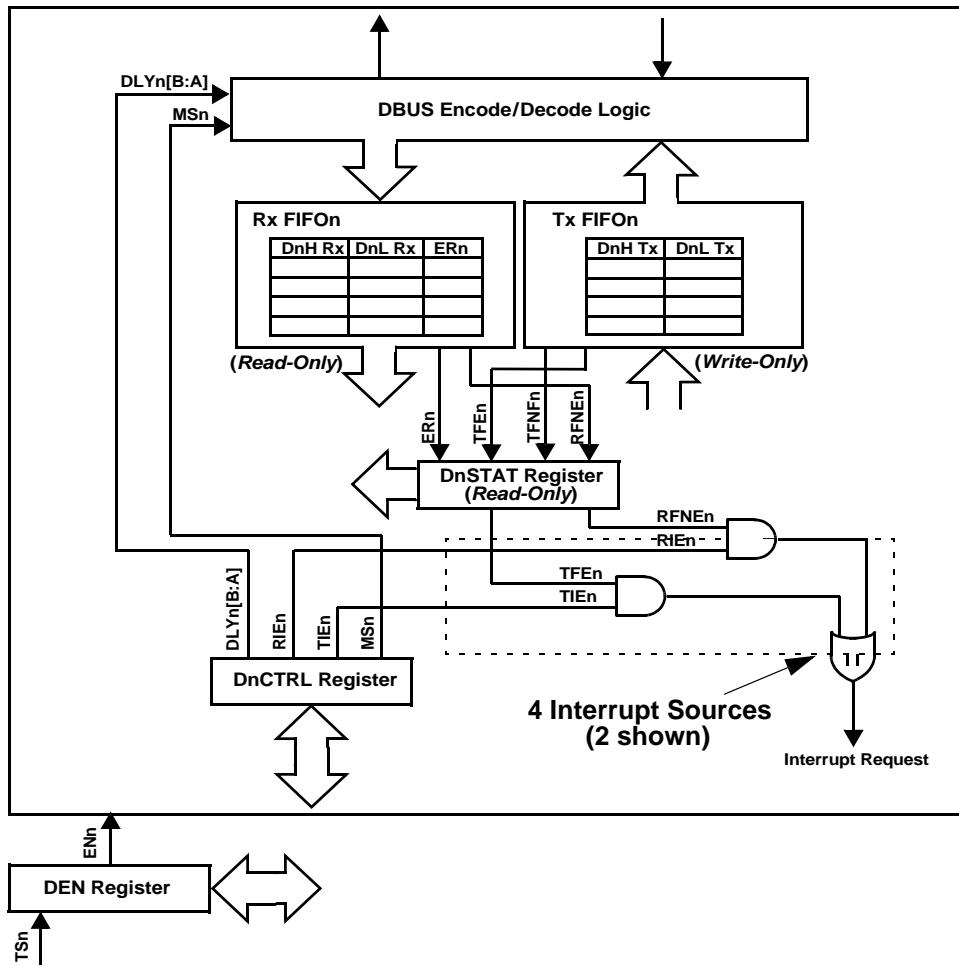 DLYn[B:A]
MSn
DBUS Encode/Decode Logic
Rx FIFOn
DnH Rx DnL Rx ERn
(Read-Only)
Tx FIFOn
DnH Tx DnL Tx
(Write-Only)
ERn
TFEn
TFNFn
RFNEn
DnSTAT Register
(Read-Only)
RFNEn
RIEn
TFEn
TIEn
DLYn[B:A]
RIEn
TIEn
MSn
DnCTRL Register
4 Interrupt Sources
(2 shown)
Interrupt Request
ENn
DEN Register
TSn